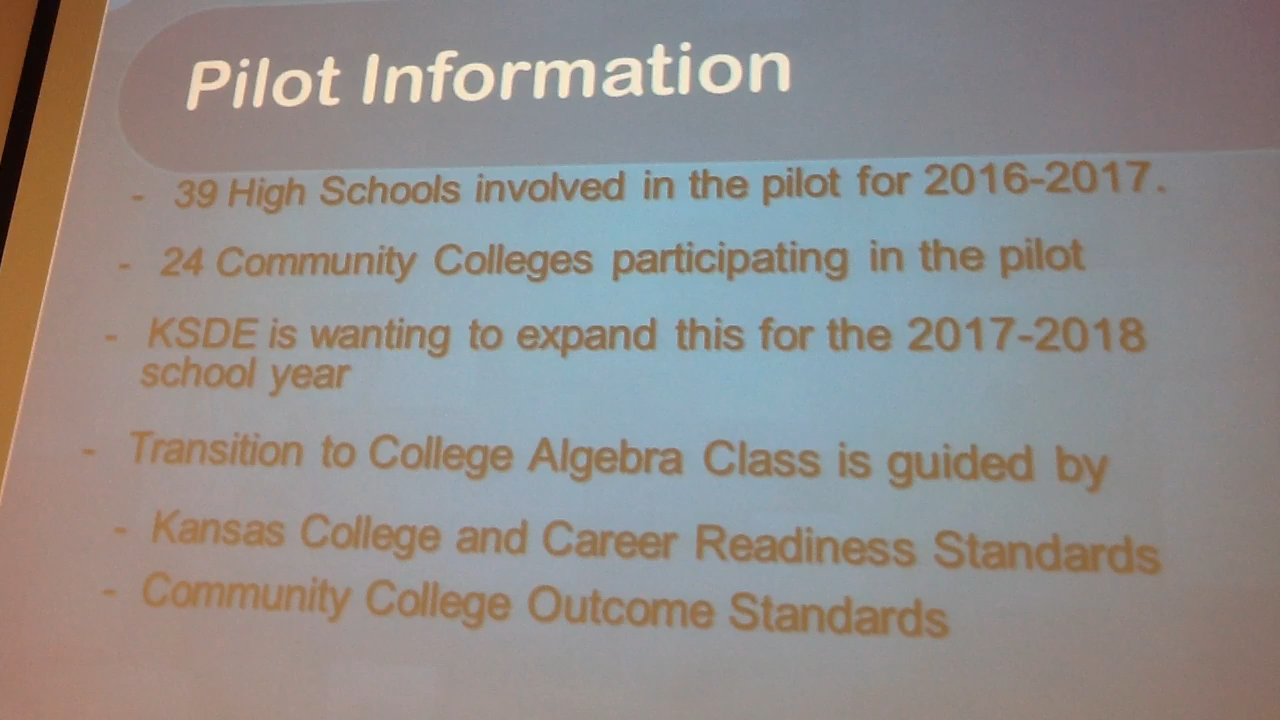 Pilot Information
- 39 High Schools involved in the pilot for 2016-2017.
- 24 Community Colleges participating in the pilot
- KSDE is wanting to expand this for the 2017-2018
school year
- Transition to College Algebra Class is guided by
- Kansas College and Career Readiness Standards
- Community College Outcome Standards